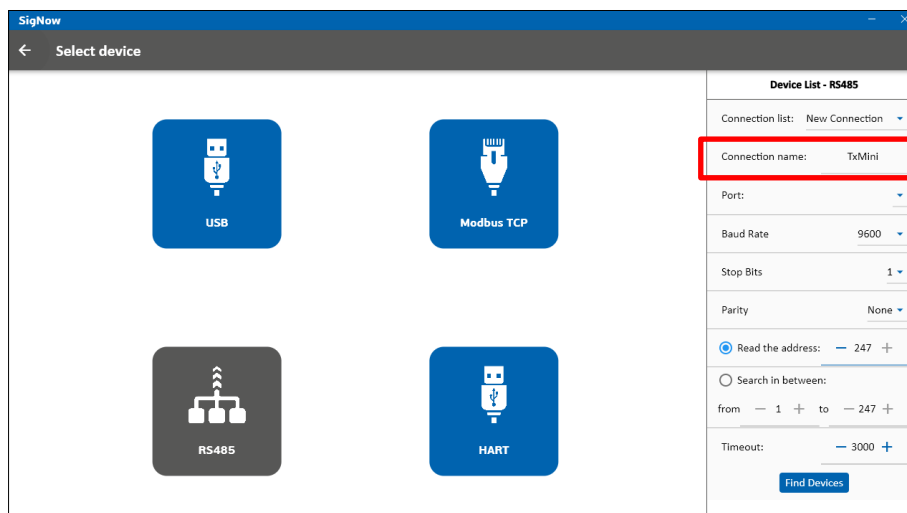 SigNow
Select device
USB
Modbus TCP
RS485
HART
Device List - RS485
Connection list: New Connection
Connection name: TxMini
Port:
Baud Rate 9600
Stop Bits 1
Parity None
Read the address: — 247 +
Search in between:
from — 1 + to — 247 +
Timeout: — 3000 +
Find Devices